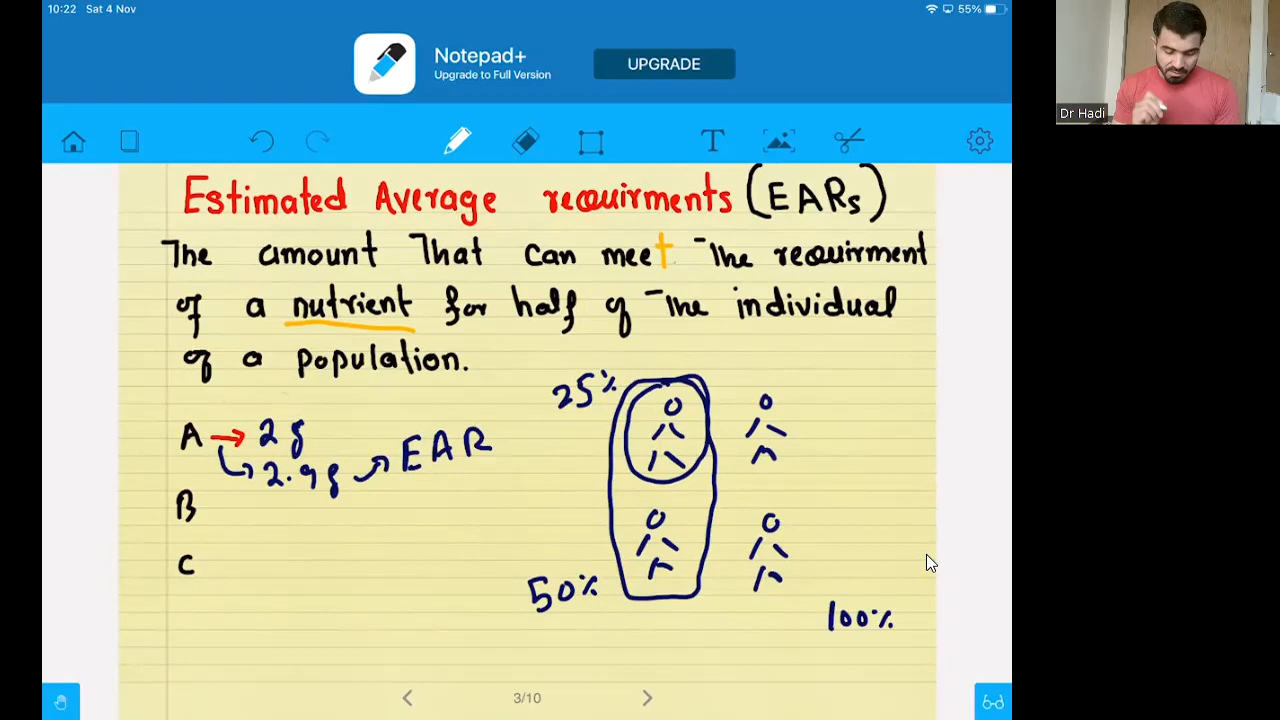 10:22 Sat 4 Nov
55%
Notepad+
Upgrade to Full Version
UPGRADE
Dr Hadi
T
Estimated Average requirments (EARs)
The amount That can meet The requirment
of a nutrient for half of The individual
of a population.
25%
A → 2g
2.9g → EAR
B
C
50%
100%
3/10